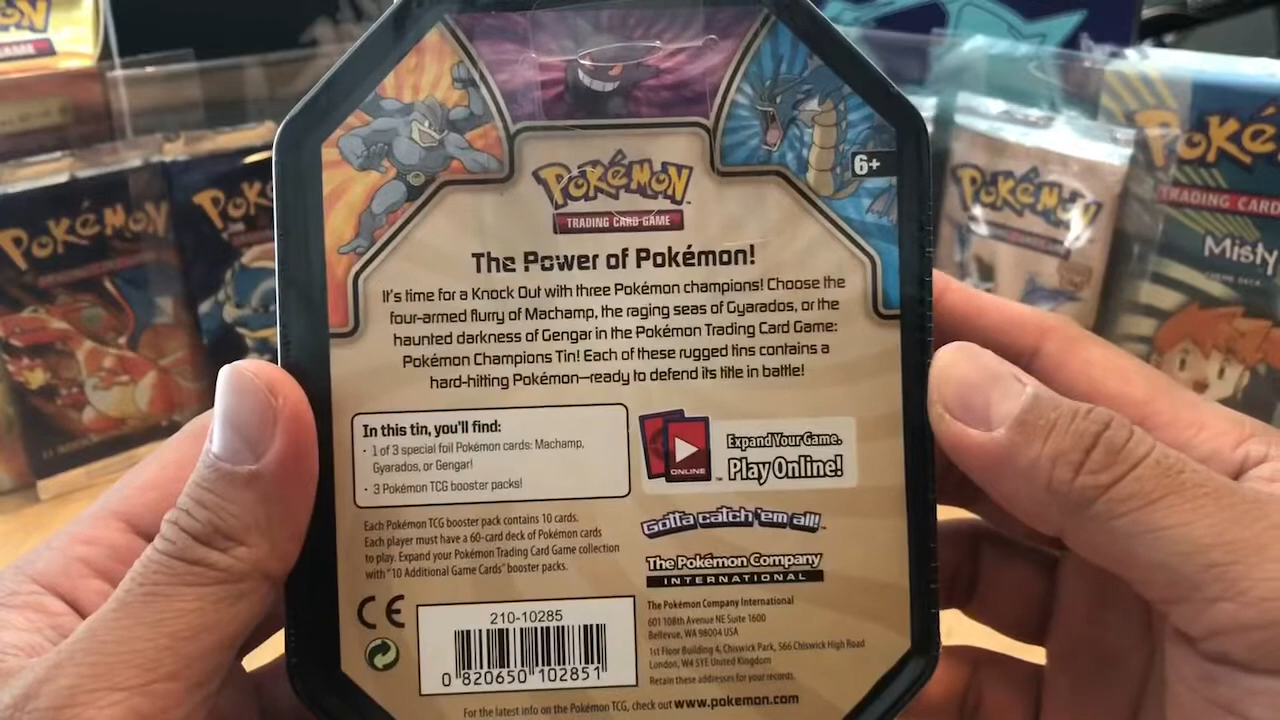 Pokémon
TRADING CARD GAME
6+
The Power of Pokémon!
It's time for a Knock Out with three Pokémon champions! Choose the
four-armed flurry of Machamp, the raging seas of Gyarados, or the
haunted darkness of Gengar in the Pokémon Trading Card Game:
Pokémon Champions Tin! Each of these rugged tins contains a
hard-hitting Pokémon—ready to defend its title in battle!
In this tin, you'll find:
• 1 of 3 special foil Pokémon cards: Machamp,
Gyarados, or Gengar!
• 3 Pokémon TCG booster packs!
ONLINE
Expand Your Game.
Play Online!
™
Each Pokémon TCG booster pack contains 10 cards.
Each player must have a 60-card deck of Pokémon cards
to play. Expand your Pokémon Trading Card Game collection
with "10 Additional Game Cards" booster packs.
Gotta catch 'em all!™
The Pokémon Company
INTERNATIONAL
CE
210-10285
0 820650 102851
The Pokémon Company International
601 108th Avenue NE Suite 1600
Bellevue, WA 98004 USA
1st Floor Building 4, Chiswick Park, 566 Chiswick High Road
London, W4 5YE United Kingdom
Retain these addresses for your records.
For the latest info on the Pokémon TCG, check out www.pokemon.com
Pokémon
Pok
Pokémon
Poké
TRADING CARD
Misty